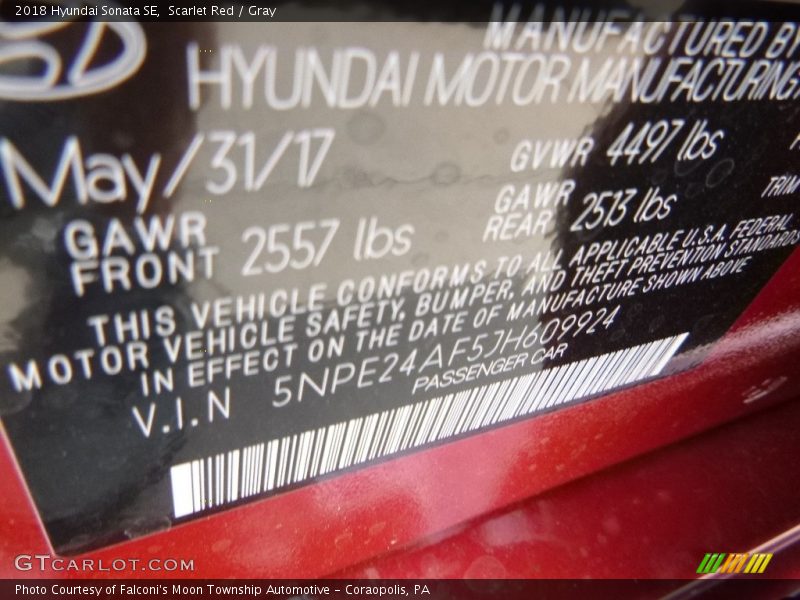 2018 Hyundai Sonata SE, Scarlet Red / Gray
MANUFACTURED BY
HYUNDAI MOTOR MANUFACTURING
May/31/17
GVWR 4497 lbs
GAWR FRONT 2557 lbs
GAWR REAR 2513 lbs
TRIM
THIS VEHICLE CONFORMS TO ALL APPLICABLE U.S.A. FEDERAL
MOTOR VEHICLE SAFETY, BUMPER, AND THEFT PREVENTION STANDARDS
IN EFFECT ON THE DATE OF MANUFACTURE SHOWN ABOVE
V.I.N 5NPE24AF5JH609924
PASSENGER CAR
GTCARLOT.COM
Photo Courtesy of Falconi's Moon Township Automotive - Coraopolis, PA